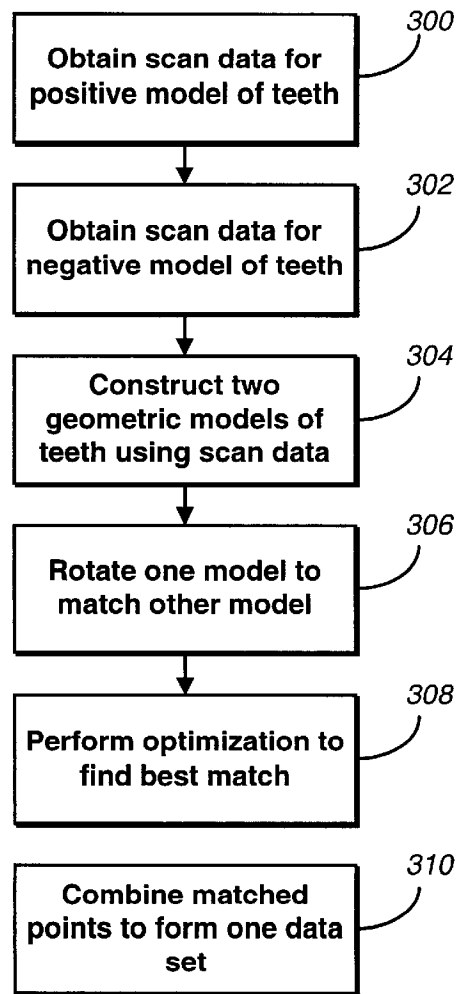 300
Obtain scan data for
positive model of teeth
302
Obtain scan data for
negative model of teeth
304
Construct two
geometric models of
teeth using scan data
306
Rotate one model to
match other model
308
Perform optimization to
find best match
310
Combine matched
points to form one data
set